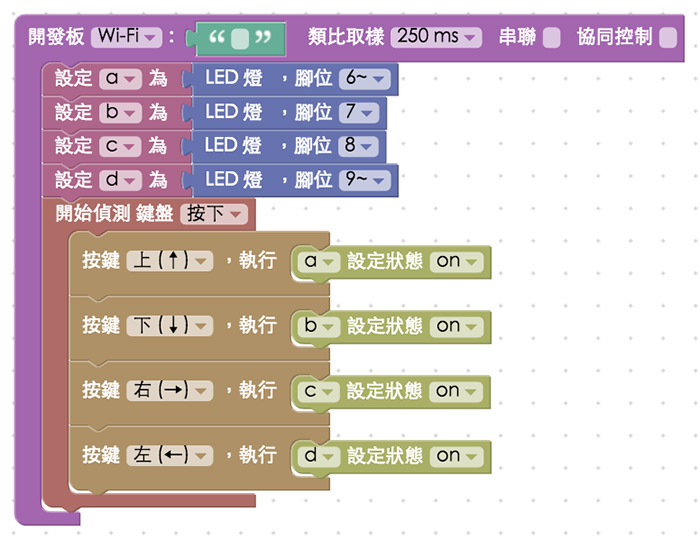 開發板 Wi-Fi : “ ” 類比取樣 250 ms 串聯 協同控制
設定 a 為 LED 燈 ，腳位 6~
設定 b 為 LED 燈 ，腳位 7
設定 c 為 LED 燈 ，腳位 8
設定 d 為 LED 燈 ，腳位 9~
開始偵測 鍵盤 按下
按鍵 上 (↑) ，執行 a 設定狀態 on
按鍵 下 (↓) ，執行 b 設定狀態 on
按鍵 右 (→) ，執行 c 設定狀態 on
按鍵 左 (←) ，執行 d 設定狀態 on